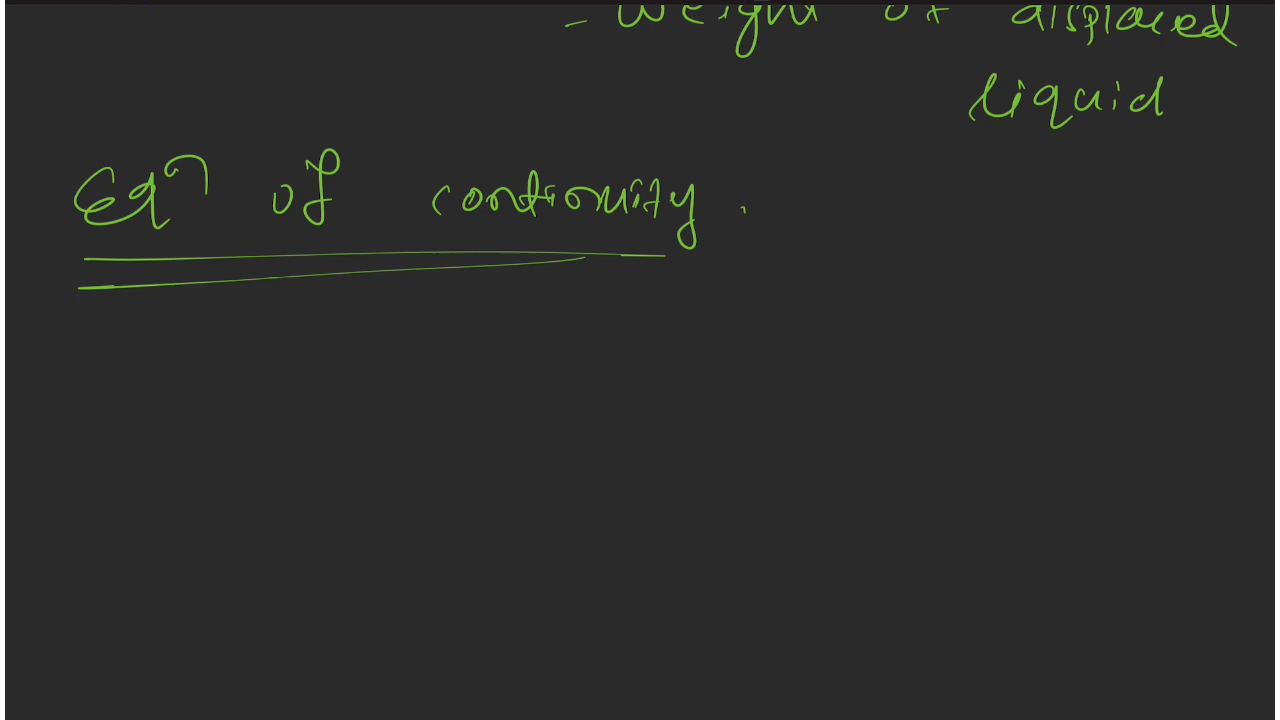 - weight of displaced
liquid
Eqⁿ of continuity.